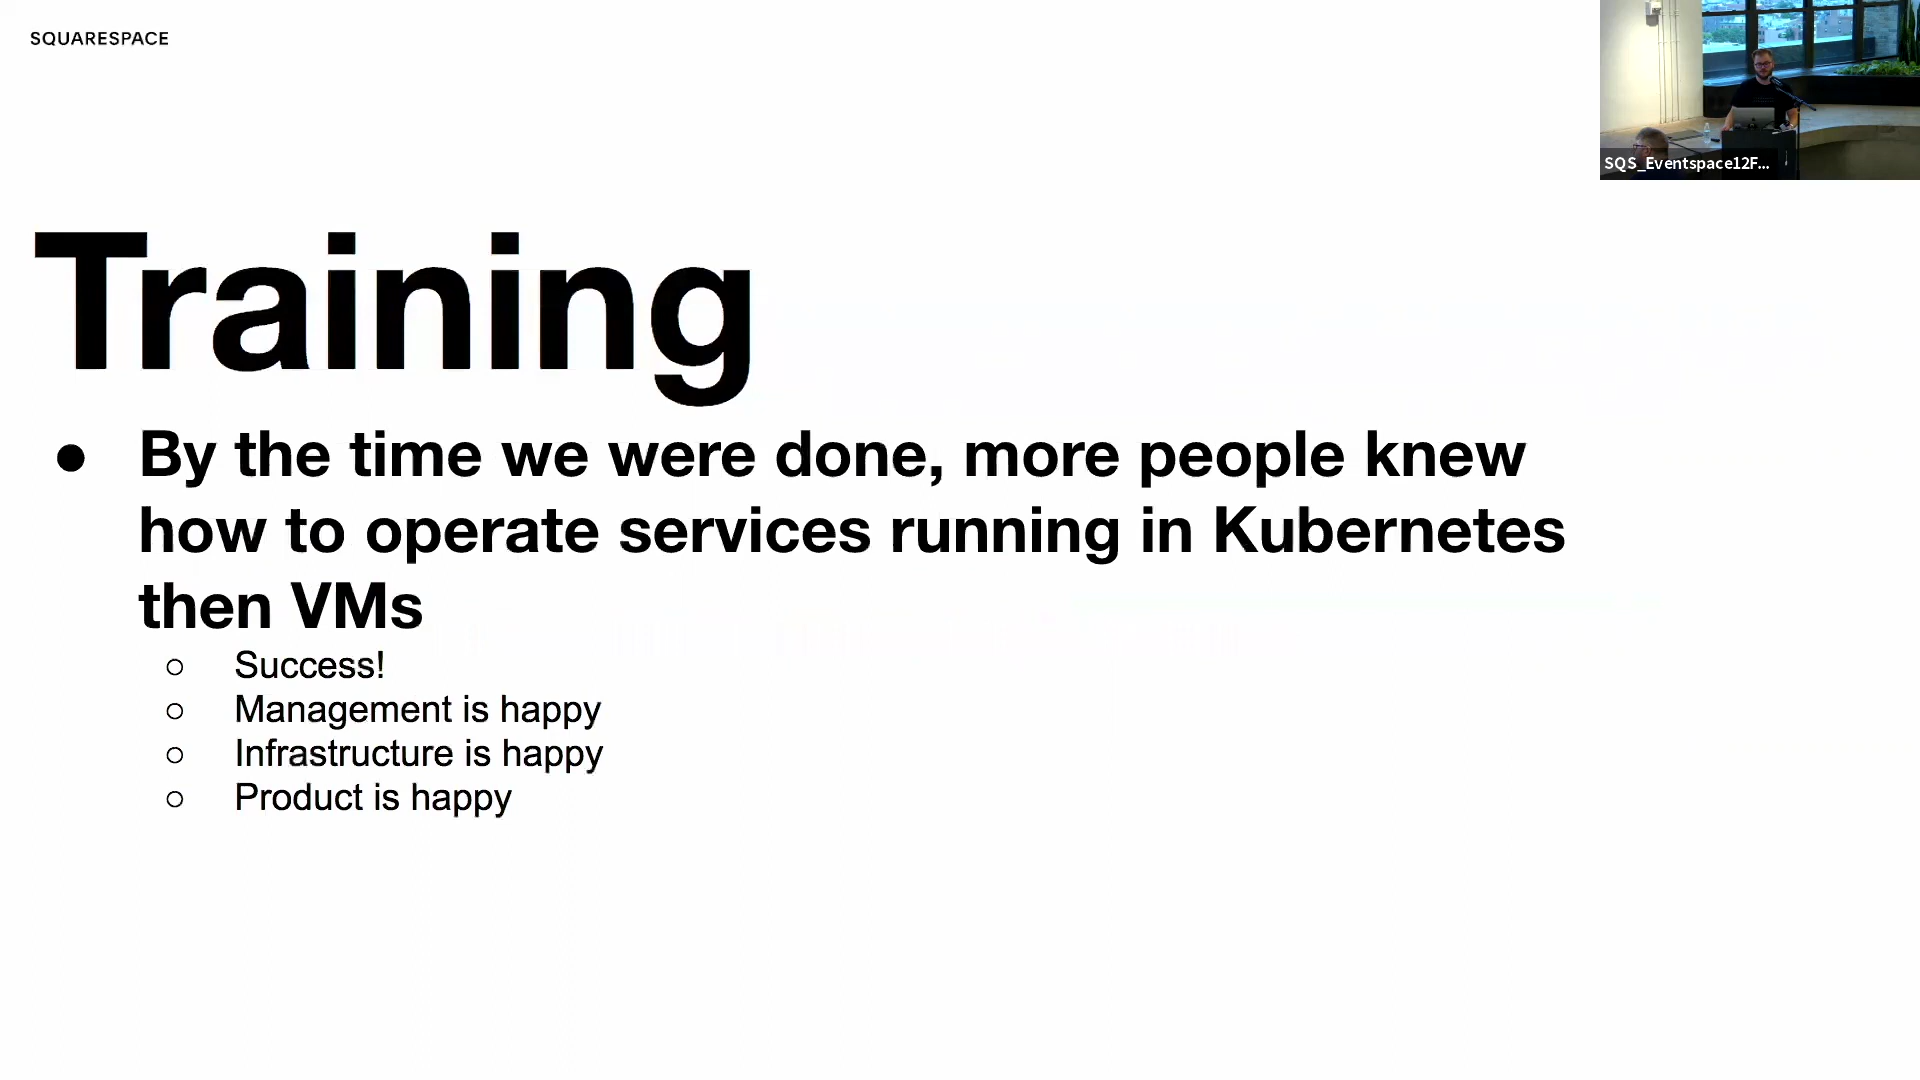 SQUARESPACE
SQS_Eventspace12F...
Training
● By the time we were done, more people knew
how to operate services running in Kubernetes
then VMs
○ Success!
○ Management is happy
○ Infrastructure is happy
○ Product is happy